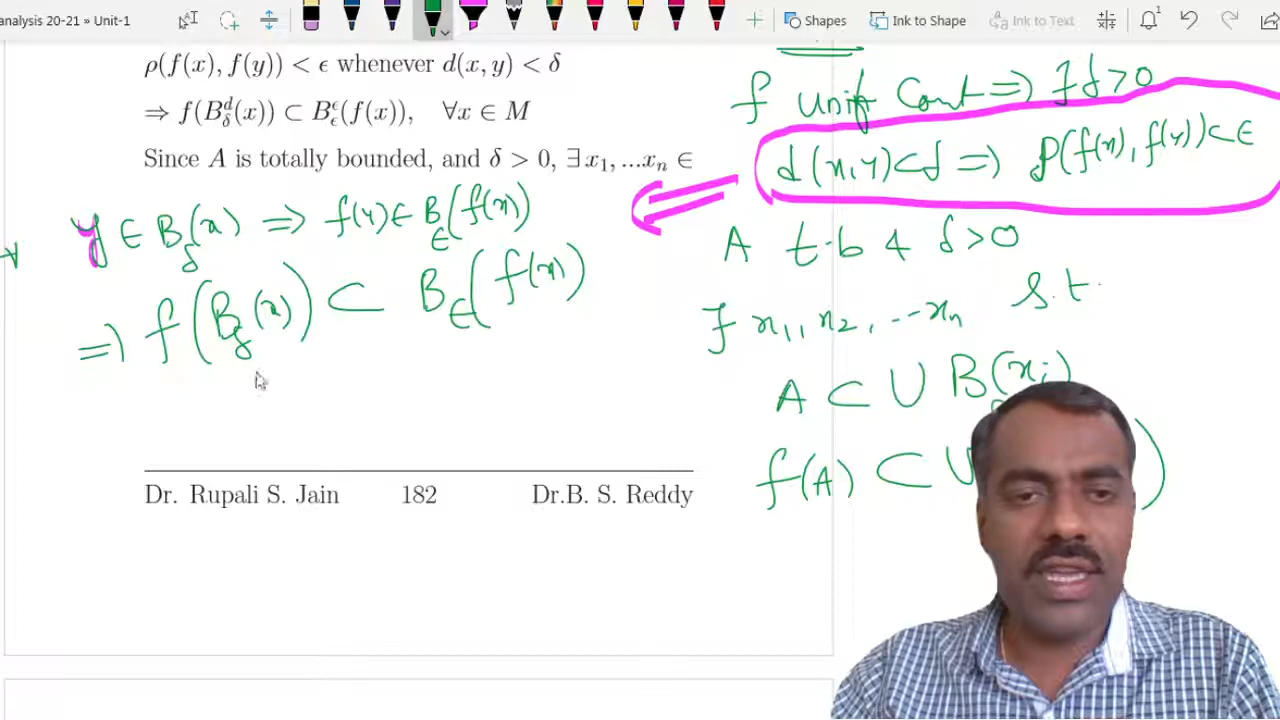 analysis 20-21 » Unit-1
Shapes
Ink to Shape
Ink to Text
ρ(f(x), f(y)) < ϵ whenever d(x, y) < δ
⇒ f(B_δ^d(x)) ⊂ B_ϵ^ϵ(f(x)), ∀x ∈ M
Since A is totally bounded, and δ > 0, ∃ x₁, ...xₙ ∈
y ∈ B_δ(x) ⇒ f(y) ∈ B_ϵ(f(x))
⇒ f(B_δ(x)) ⊂ B_ϵ(f(x))
Dr. Rupali S. Jain 182 Dr.B. S. Reddy
f unif Cont ⇒ ∃ δ>0
d(x,y)<δ ⇒ ρ(f(x), f(y))<ϵ
A t.b & δ>0
∃ x₁, x₂, ...xₙ s.t.
A ⊂ ∪ B(xᵢ)
f(A) ⊂ ∪ )